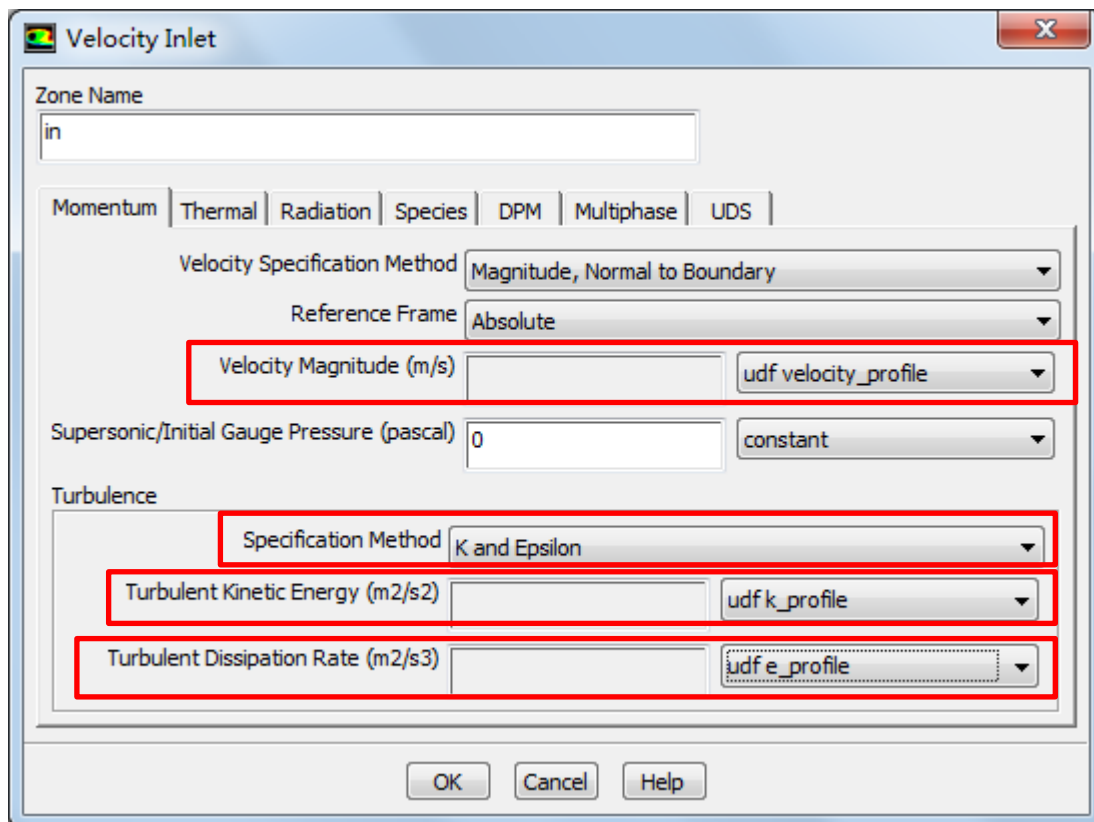 Velocity Inlet
Zone Name
in
Momentum Thermal Radiation Species DPM Multiphase UDS
Velocity Specification Method Magnitude, Normal to Boundary
Reference Frame Absolute
Velocity Magnitude (m/s) udf velocity_profile
Supersonic/Initial Gauge Pressure (pascal) 0 constant
Turbulence
Specification Method K and Epsilon
Turbulent Kinetic Energy (m2/s2) udf k_profile
Turbulent Dissipation Rate (m2/s3) udf e_profile
OK Cancel Help